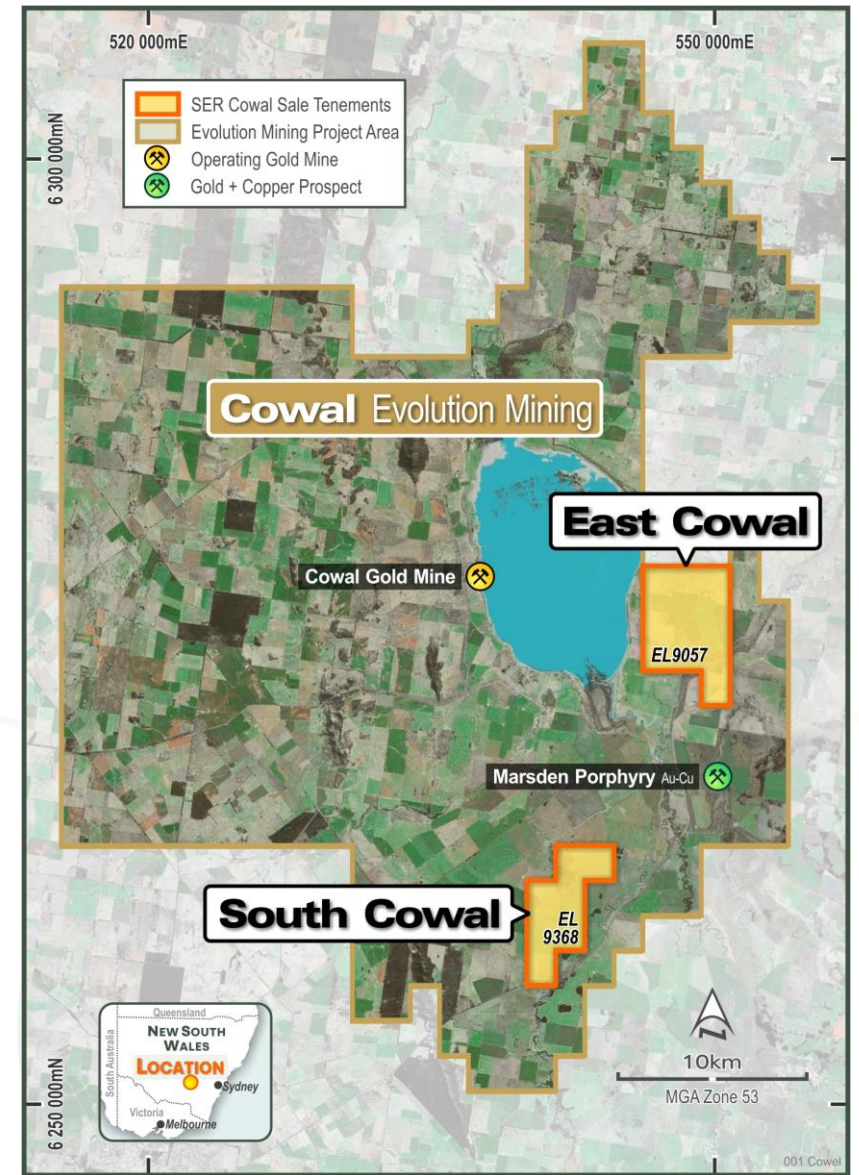 520 000mE
550 000mE
6 300 000mN
SER Cowal Sale Tenements
Evolution Mining Project Area
Operating Gold Mine
Gold + Copper Prospect
Cowal Evolution Mining
East Cowal
Cowal Gold Mine
EL9057
Marsden Porphyry Au-Cu
South Cowal
EL
9368
Queensland
NEW SOUTH
WALES
LOCATION
South Australia
Sydney
Victoria
Melbourne
N
10km
MGA Zone 53
6 250 000mN
001 Cowel